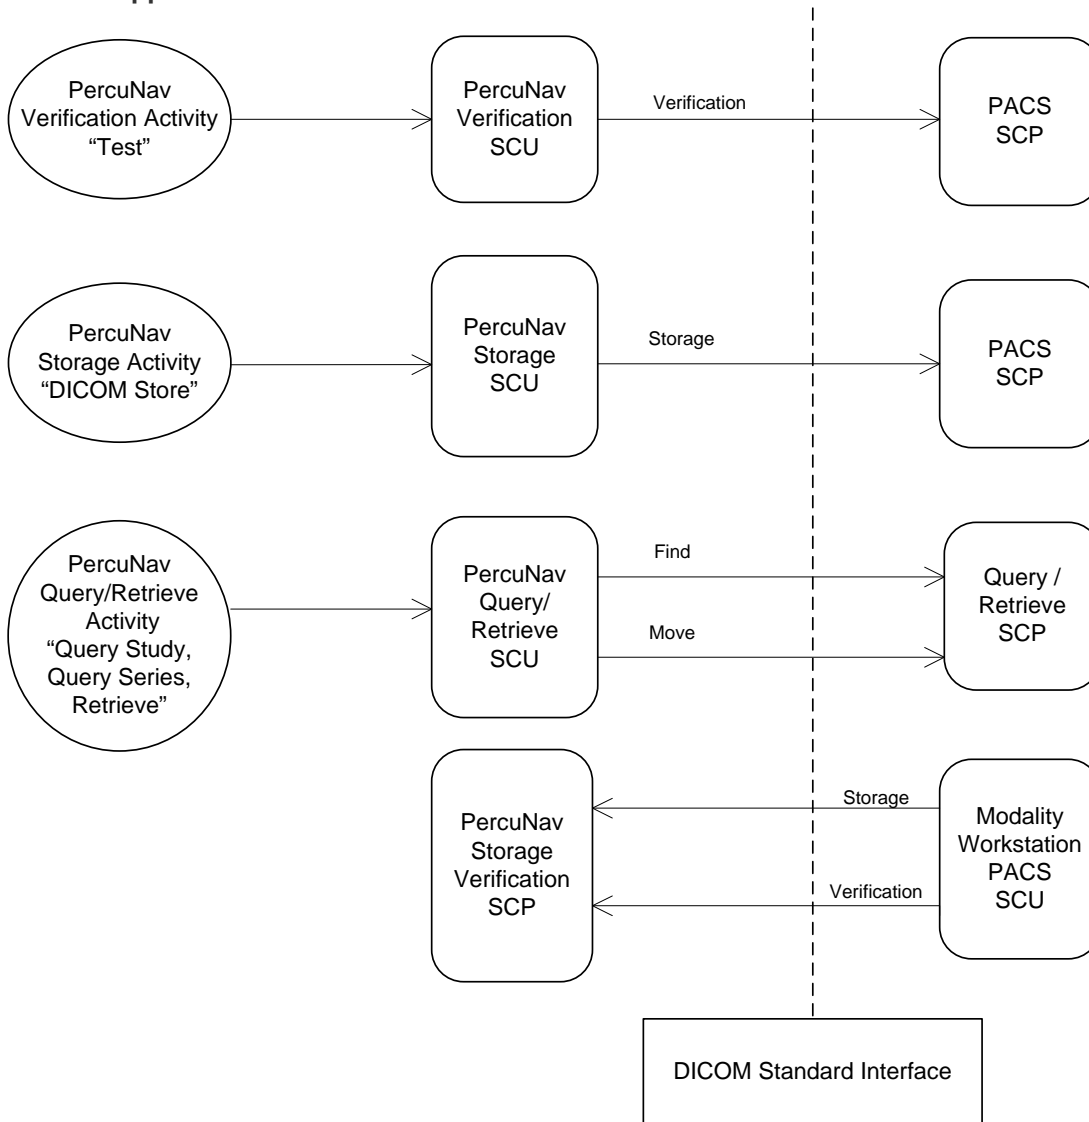 PercuNav
Verification Activity
“Test”
PercuNav
Verification
SCU
Verification
PACS
SCP
PercuNav
Storage Activity
“DICOM Store”
PercuNav
Storage
SCU
Storage
PACS
SCP
PercuNav
Query/Retrieve
Activity
“Query Study,
Query Series,
Retrieve”
PercuNav
Query/
Retrieve
SCU
Find
Move
Query /
Retrieve
SCP
PercuNav
Storage
Verification
SCP
Storage
Verification
Modality
Workstation
PACS
SCU
DICOM Standard Interface